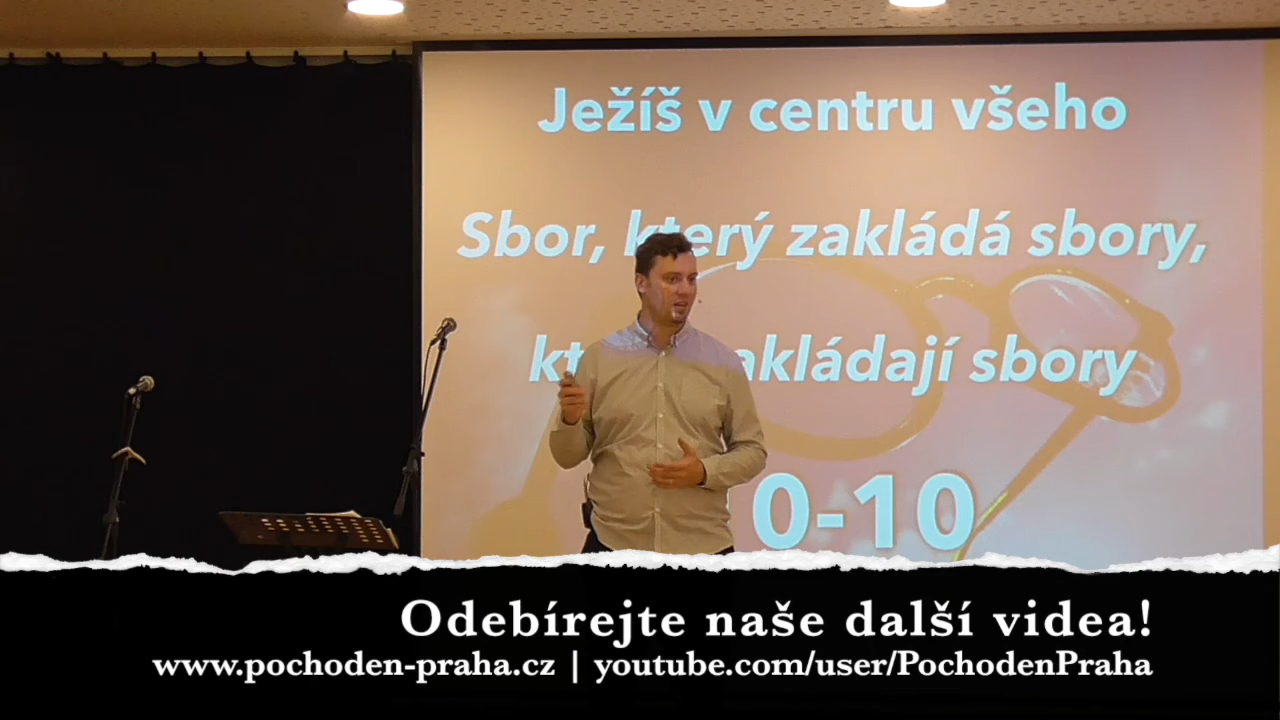 Ježíš v centru všeho
Sbor, který zakládá sbory,
zakládají sbory
0-10
Odebírejte naše další videa!
www.pochoden-praha.cz | youtube.com/user/PochodenPraha